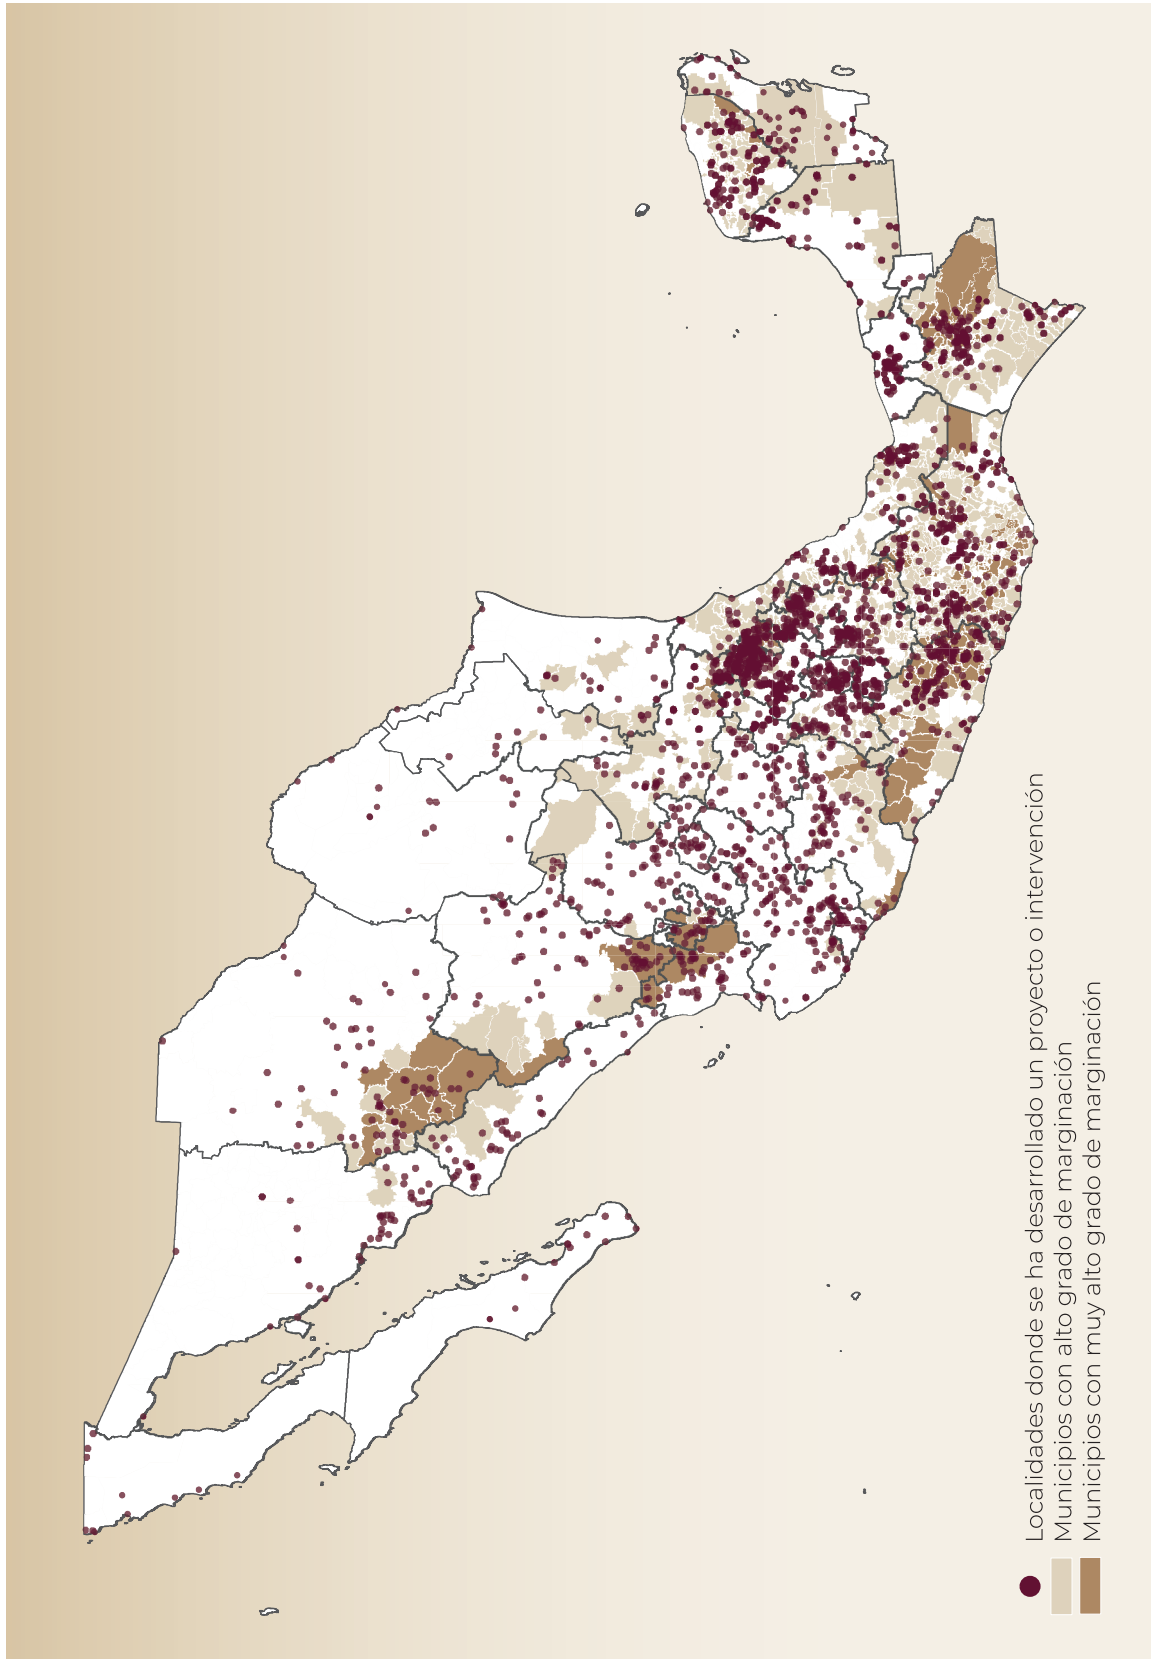 Localidades donde se ha desarrollado un proyecto o intervención
Municipios con alto grado de marginación
Municipios con muy alto grado de marginación